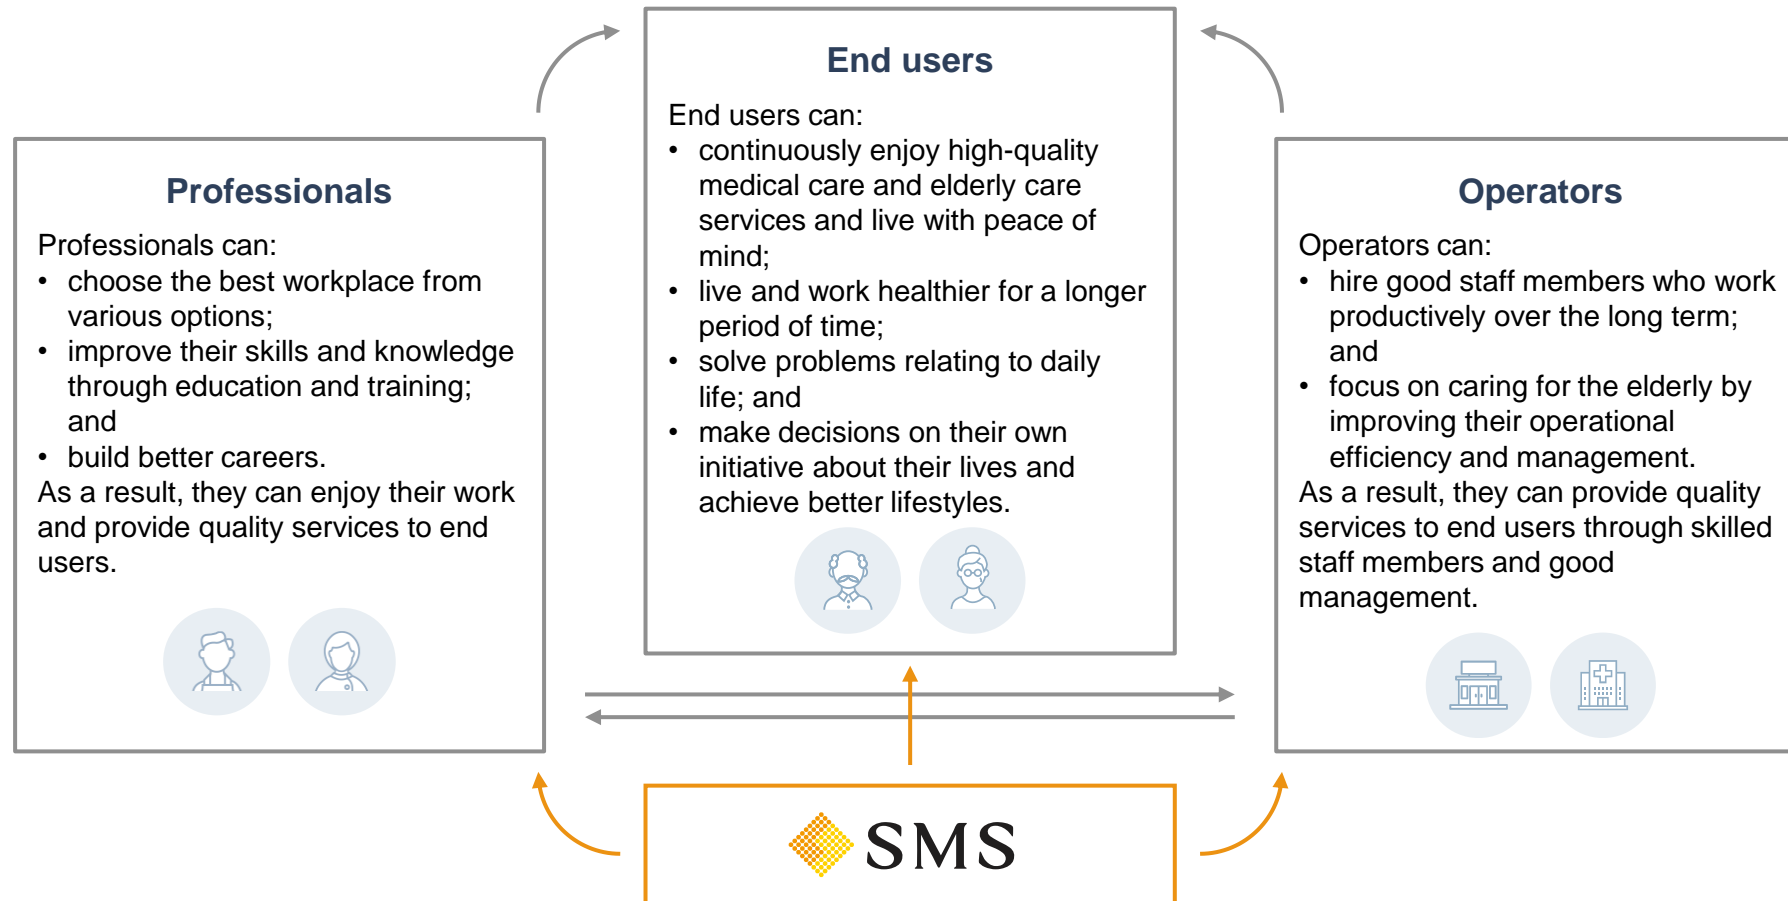 End users
End users can:
• continuously enjoy high-quality
medical care and elderly care
services and live with peace of
mind;
• live and work healthier for a longer
period of time;
• solve problems relating to daily
life; and
• make decisions on their own
initiative about their lives and
achieve better lifestyles.
Professionals
Professionals can:
• choose the best workplace from
various options;
• improve their skills and knowledge
through education and training;
and
• build better careers.
As a result, they can enjoy their work
and provide quality services to end
users.
Operators
Operators can:
• hire good staff members who work
productively over the long term;
and
• focus on caring for the elderly by
improving their operational
efficiency and management.
As a result, they can provide quality
services to end users through skilled
staff members and good
management.
SMS